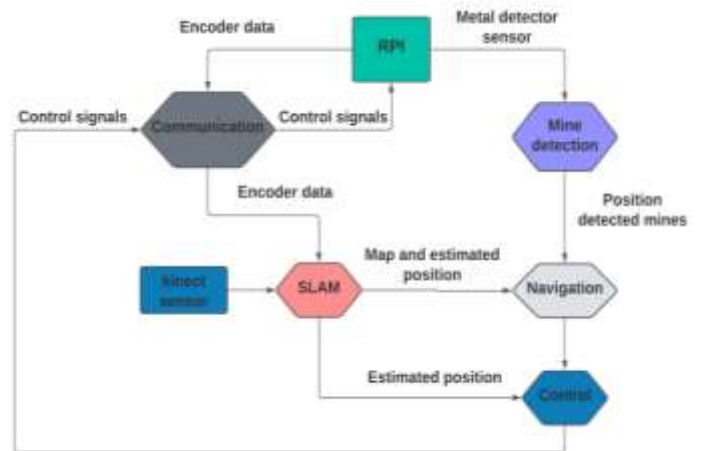 Encoder data
RPI
Metal detector
sensor
Control signals
Communication
Control signals
Mine
detection
Encoder data
Position
detected mines
Kinect
sensor
SLAM
Map and estimated
position
Navigation
Estimated position
Control